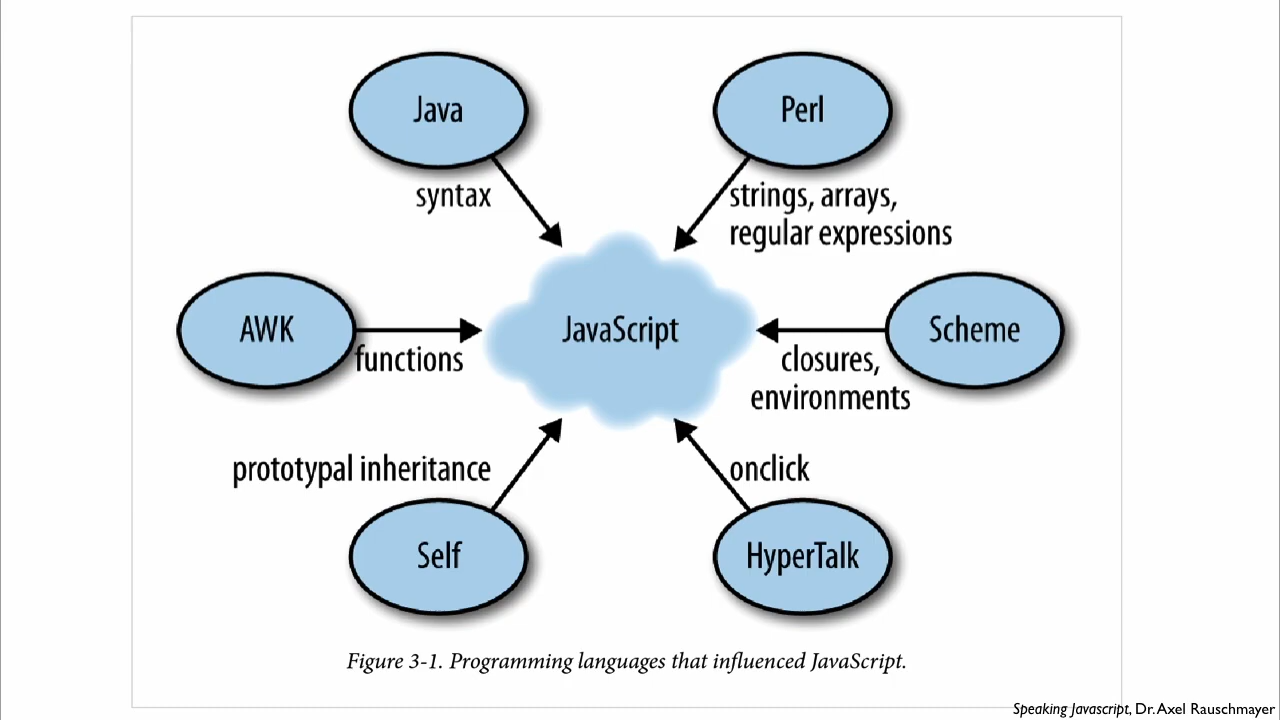 Java
Perl
syntax
strings, arrays,
regular expressions
AWK
JavaScript
Scheme
functions
closures,
environments
prototypal inheritance
onclick
Self
HyperTalk
Figure 3-1. Programming languages that influenced JavaScript.
Speaking Javascript, Dr. Axel Rauschmayer